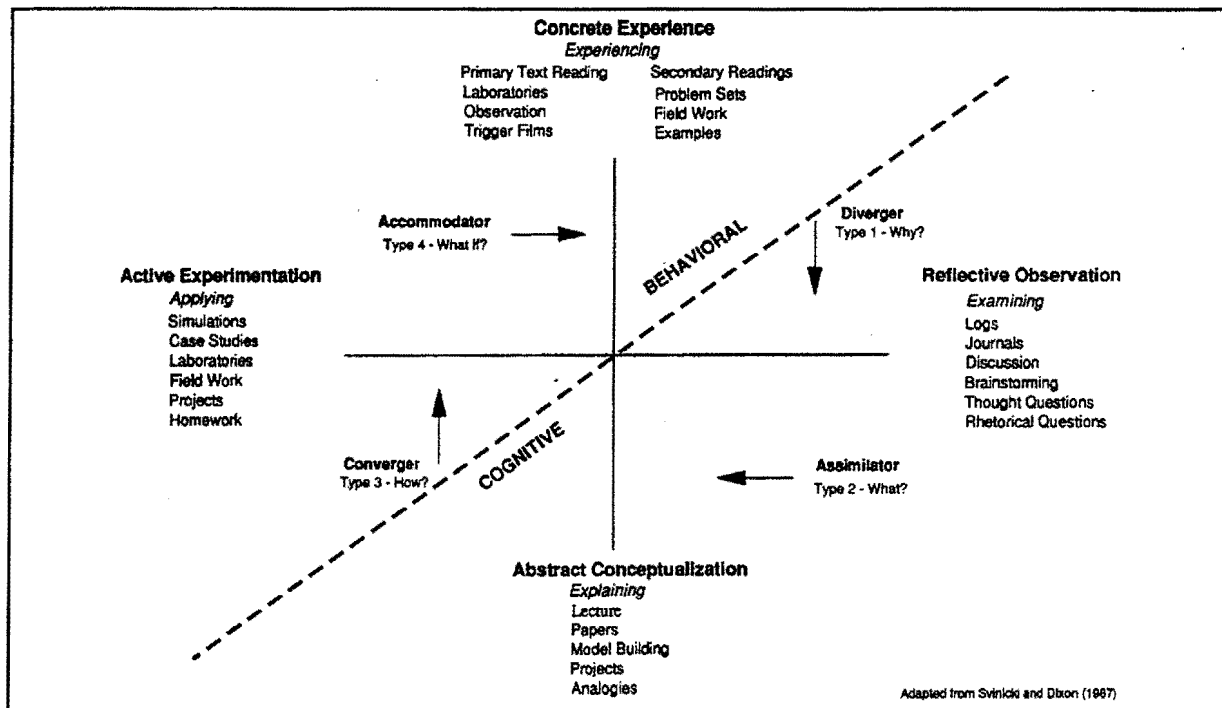 Concrete Experience
Experiencing
Primary Text Reading
Laboratories
Observation
Trigger Films
Secondary Readings
Problem Sets
Field Work
Examples
Accommodator
Type 4 - What if?
BEHAVIORAL
Diverger
Type 1 - Why?
Active Experimentation
Applying
Simulations
Case Studies
Laboratories
Field Work
Projects
Homework
Reflective Observation
Examining
Logs
Journals
Discussion
Brainstorming
Thought Questions
Rhetorical Questions
Converger
Type 3 - How?
COGNITIVE
Assimilator
Type 2 - What?
Abstract Conceptualization
Explaining
Lecture
Papers
Model Building
Projects
Analogies
Adapted from Svinicki and Dixon (1987)